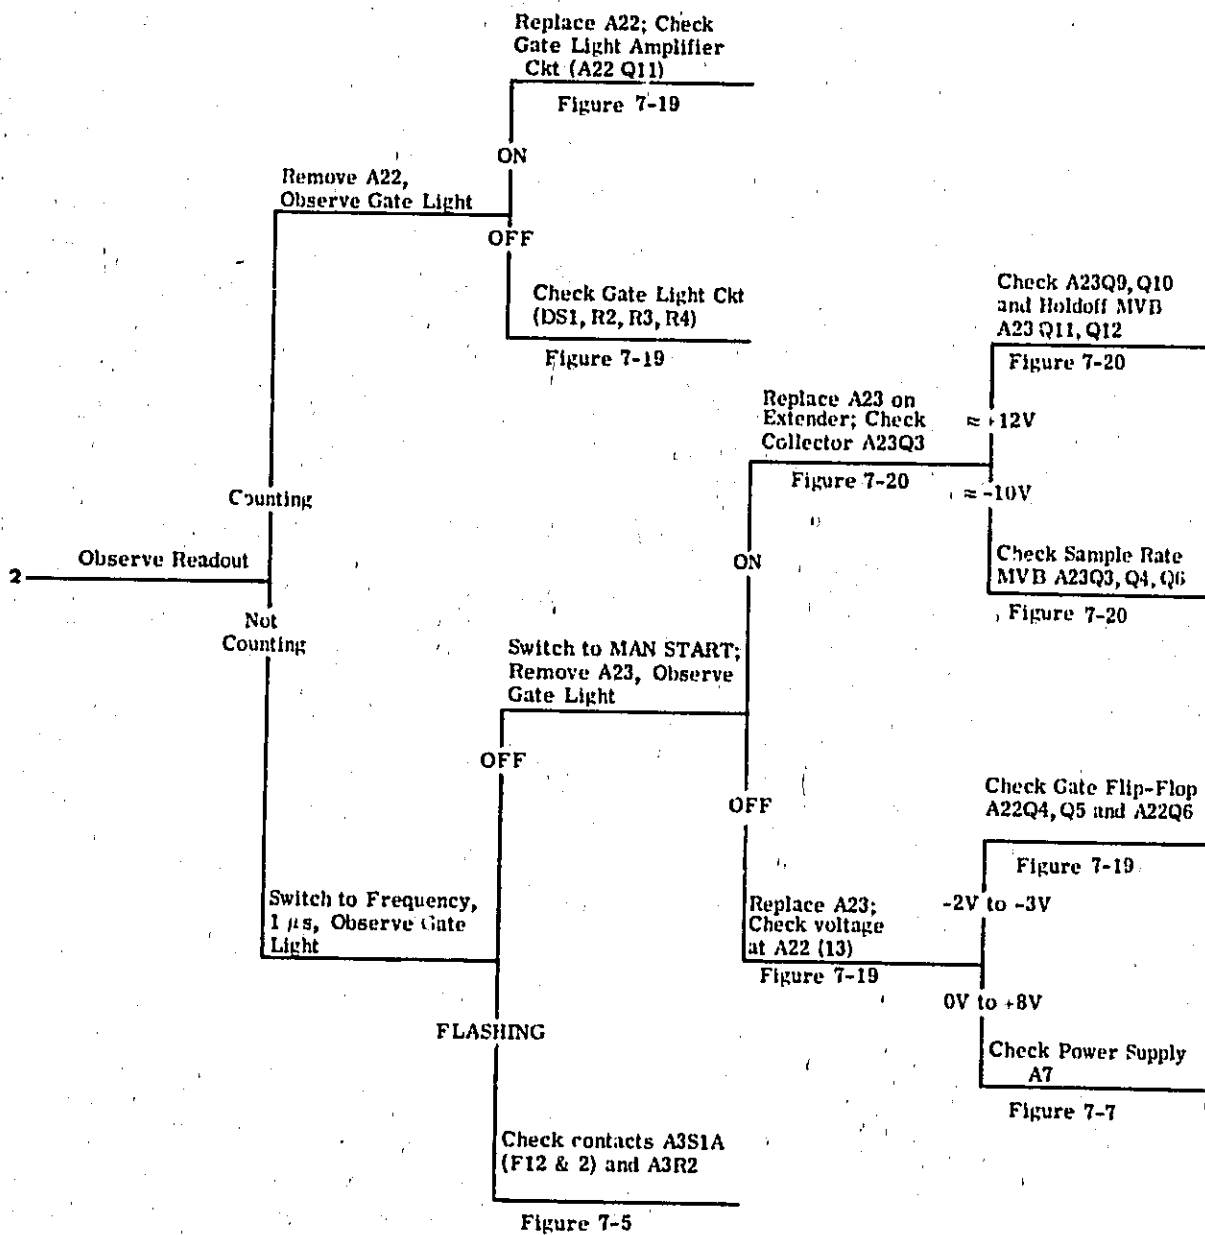 Replace A22; Check
Gate Light Amplifier
Ckt (A22 Q11)
Figure 7-19
ON
Remove A22,
Observe Gate Light
OFF
Check Gate Light Ckt
(DS1, R2, R3, R4)
Figure 7-19
Check A23Q9, Q10
and Holdoff MVB
A23 Q11, Q12
Figure 7-20
Replace A23 on
Extender; Check
Collector A23Q3
≈ +12V
Figure 7-20
≈ -10V
Counting
Check Sample Rate
MVB A23Q3, Q4, Q6
Figure 7-20
ON
2
Observe Readout
Not
Counting
Switch to MAN START;
Remove A23, Observe
Gate Light
OFF
OFF
Check Gate Flip-Flop
A22Q4, Q5 and A22Q6
Figure 7-19
-2V to -3V
Switch to Frequency,
1 μs, Observe Gate
Light
Replace A23;
Check voltage
at A22 (13)
Figure 7-19
0V to +8V
FLASHING
Check Power Supply
A7
Figure 7-7
Check contacts A3S1A
(F12 & 2) and A3R2
Figure 7-5